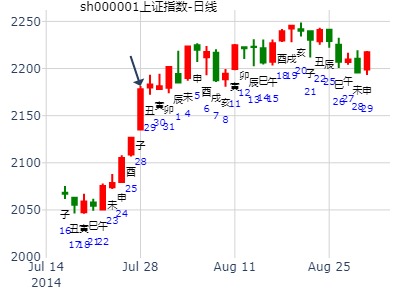 sh000001上证指数-日线
2250
2200
2150
2100
2050
2000
子 丑 寅 巳 午 未 申 酉 子 丑 寅 卯 辰 未 申 酉 戌 亥 寅 卯 辰 巳 午 酉 戌 亥 子 丑 辰 巳 午 未 申
16 17 18 21 22 23 24 25 28 29 30 31 1 4 5 6 7 8 11 12 13 14 15 18 19 20 21 22 25 26 27 28 29
Jul 14 Jul 28 Aug 11 Aug 25
2014